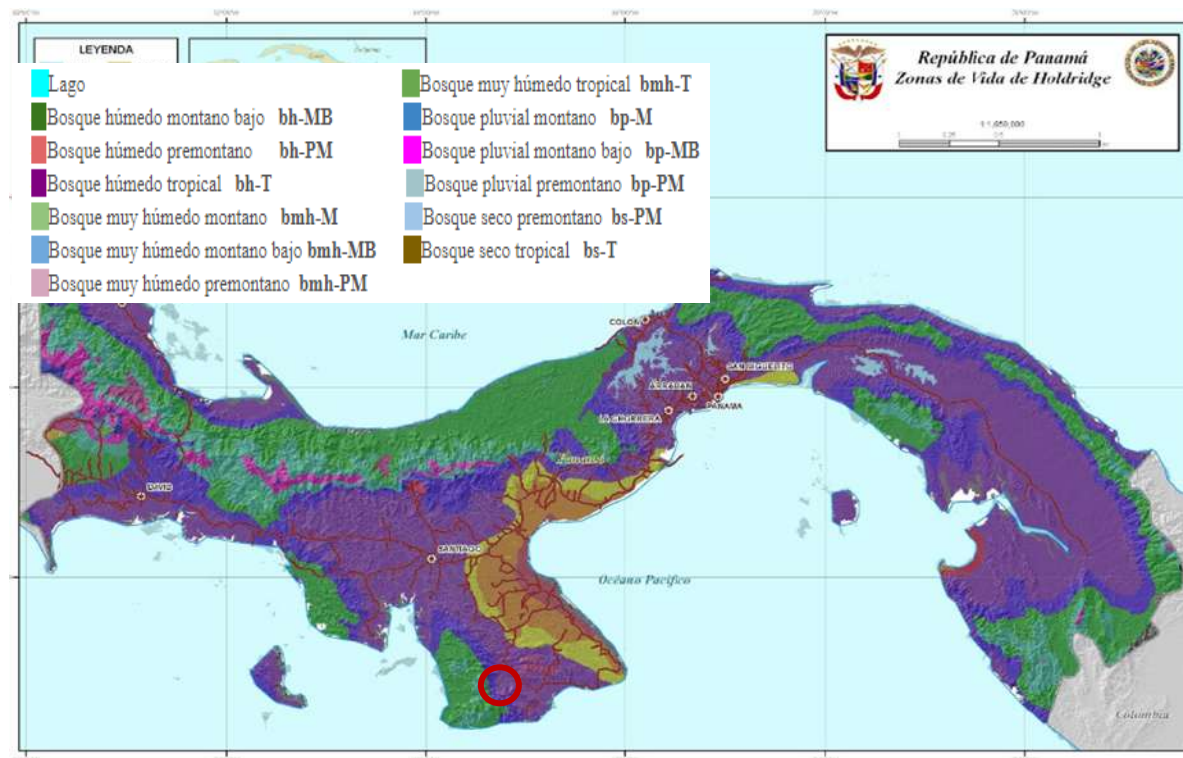 LEYENDA
República de Panamá
Zonas de Vida de Holdridge
Lago
Bosque húmedo montano bajo bh-MB
Bosque húmedo premontano bh-PM
Bosque húmedo tropical bh-T
Bosque muy húmedo montano bmh-M
Bosque muy húmedo montano bajo bmh-MB
Bosque muy húmedo premontano bmh-PM
Bosque muy húmedo tropical bmh-T
Bosque pluvial montano bp-M
Bosque pluvial montano bajo bp-MB
Bosque pluvial premontano bp-PM
Bosque seco premontano bs-PM
Bosque seco tropical bs-T
Mar Caribe
COLON
SAN MIGUELITO
ARRAIJAN
PANAMA
LA CHORRERA
Panamá
DAVID
SANTIAGO
Océano Pacífico
Colombia